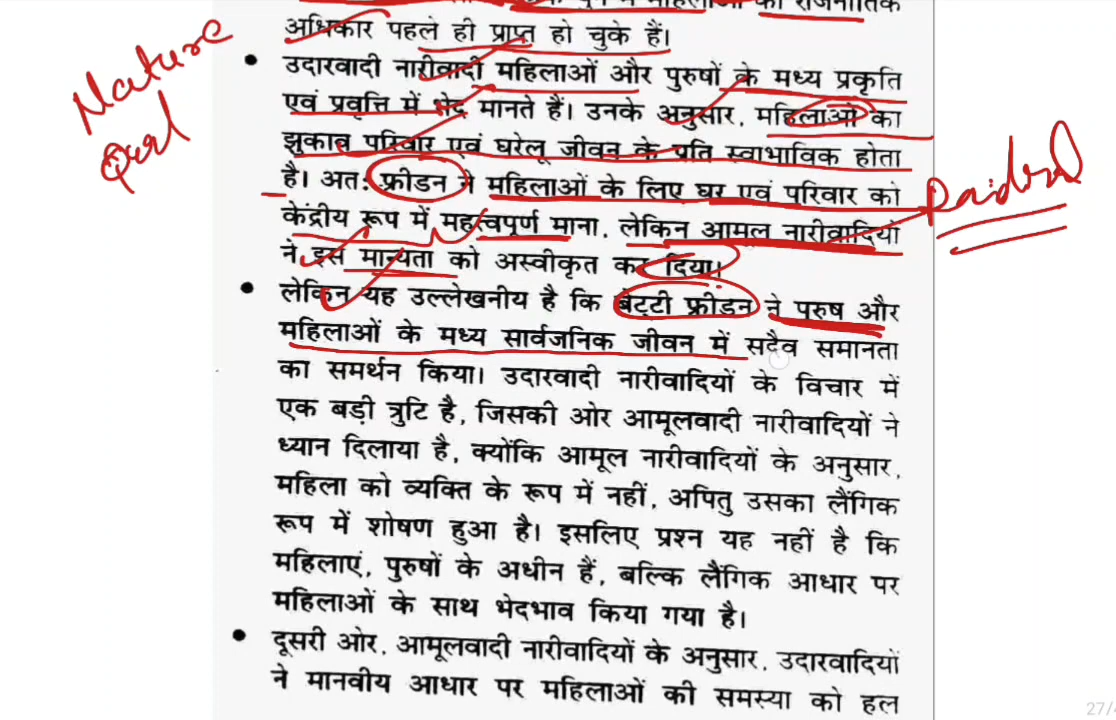 महिलाओं को राजनीतिक
अधिकार पहले ही प्राप्त हो चुके हैं।
• उदारवादी नारीवादी महिलाओं और पुरुषों के मध्य प्रकृति
एवं प्रवृत्ति में भेद मानते हैं। उनके अनुसार, महिलाओं का
झुकाव परिवार एवं घरेलू जीवन के प्रति स्वाभाविक होता
है। अतः फ्रीडन ने महिलाओं के लिए घर एवं परिवार को
केंद्रीय रूप में महत्वपूर्ण माना, लेकिन आमूल नारीवादियों
ने इस मान्यता को अस्वीकृत कर दिया।
• लेकिन यह उल्लेखनीय है कि बेट्टी फ्रीडन ने पुरुष और
महिलाओं के मध्य सार्वजनिक जीवन में सदैव समानता
का समर्थन किया। उदारवादी नारीवादियों के विचार में
एक बड़ी त्रुटि है, जिसकी ओर आमूलवादी नारीवादियों ने
ध्यान दिलाया है, क्योंकि आमूल नारीवादियों के अनुसार,
महिला को व्यक्ति के रूप में नहीं, अपितु उसका लैंगिक
रूप में शोषण हुआ है। इसलिए प्रश्न यह नहीं है कि
महिलाएं, पुरुषों के अधीन हैं, बल्कि लैंगिक आधार पर
महिलाओं के साथ भेदभाव किया गया है।
• दूसरी ओर, आमूलवादी नारीवादियों के अनुसार, उदारवादियों
ने मानवीय आधार पर महिलाओं की समस्या को हल
Nature
27/